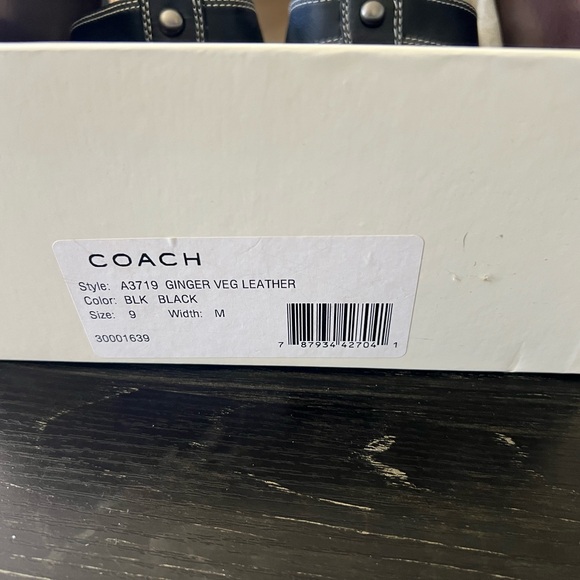 COACH
Style: A3719 GINGER VEG LEATHER
Color: BLK BLACK
Size: 9 Width: M
30001639
7 87934 42704 1